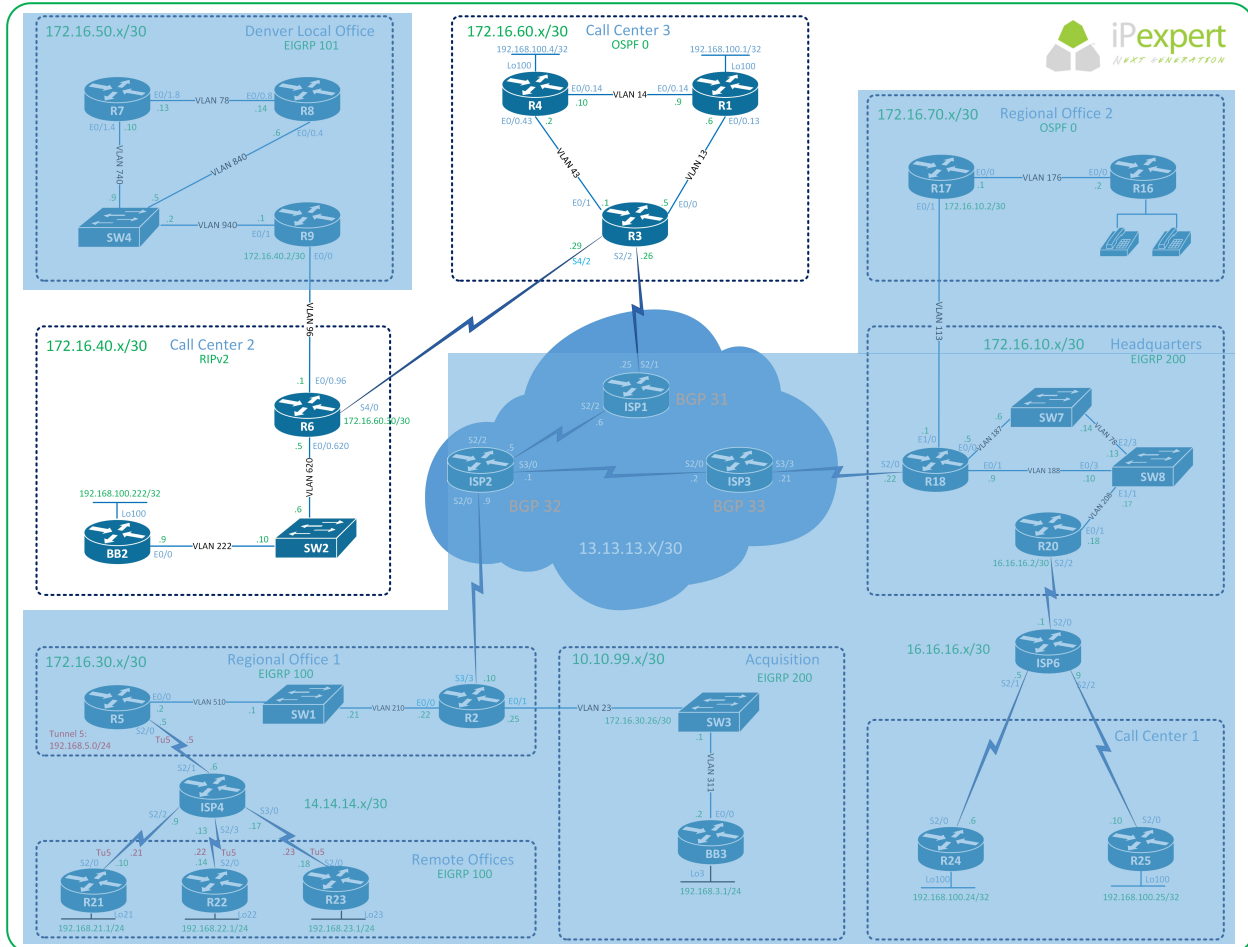 172.16.50.x/30
Denver Local Office
EIGRP 101
R7
E0/1.8
.13
VLAN 78
E0/0.8
.14
R8
E0/1.4
.10
.6
E0/0.4
VLAN 740
VLAN 840
.9
.5
SW4
.2
VLAN 940
.1
E0/1
R9
172.16.40.2/30
E0/0
172.16.60.x/30
Call Center 3
OSPF 0
192.168.100.4/32
Lo100
192.168.100.1/32
Lo100
R4
E0/0.14
.10
VLAN 14
E0/0.14
.9
R1
E0/0.43
.2
.6
E0/0.13
VLAN 43
VLAN 13
E0/1
.1
.5
E0/0
R3
.29
S4/2
S2/2
.26
iPexpert
NEXT GENERATION
172.16.70.x/30
Regional Office 2
OSPF 0
R17
E0/0
.1
VLAN 176
E0/0
.2
R16
E0/1
172.16.10.2/30
VLAN 96
VLAN 113
172.16.40.x/30
Call Center 2
RIPv2
.1
E0/0.96
R6
S4/0
172.16.60.30/30
.5
E0/0.620
VLAN 620
192.168.100.222/32
Lo100
BB2
.9
E0/0
VLAN 222
.10
.6
SW2
.25
S2/1
ISP1
BGP 31
S2/2
.6
S2/2
.5
ISP2
S3/0
.1
S2/0
.9
BGP 32
S2/0
.2
ISP3
S3/3
.21
BGP 33
13.13.13.X/30
172.16.10.x/30
Headquarters
EIGRP 200
.1
E1/0
.5
E0/0
VLAN 187
.6
SW7
.14
VLAN 78
E2/3
.13
S2/0
.22
R18
E0/1
.9
VLAN 188
E0/3
.10
SW8
E1/1
.17
VLAN 208
E0/1
.18
R20
16.16.16.2/30
S2/2
172.16.30.x/30
Regional Office 1
EIGRP 100
R5
E0/0
.2
VLAN 510
.1
SW1
.21
VLAN 210
E0/0
.22
S3/3
.10
R2
E0/1
.25
.5
S2/0
Tunnel 5:
192.168.5.0/24
Tu5
.5
VLAN 23
10.10.99.x/30
Acquisition
EIGRP 200
172.16.30.26/30
SW3
.1
VLAN 311
.2
E0/0
BB3
Lo3
192.168.3.1/24
S2/1
.6
ISP4
14.14.14.x/30
S2/2
.9
.13
S2/3
S3/0
.17
Remote Offices
EIGRP 100
Tu5
.21
S2/0
.10
R21
Lo21
192.168.21.1/24
.22
Tu5
.14
S2/0
R22
Lo22
192.168.22.1/24
.23
Tu5
.18
S2/0
R23
Lo23
192.168.23.1/24
16.16.16.x/30
.1
S2/0
ISP6
.5
S2/1
.9
S2/2
Call Center 1
S2/0
.6
R24
Lo100
192.168.100.24/32
.10
S2/0
R25
Lo100
192.168.100.25/32